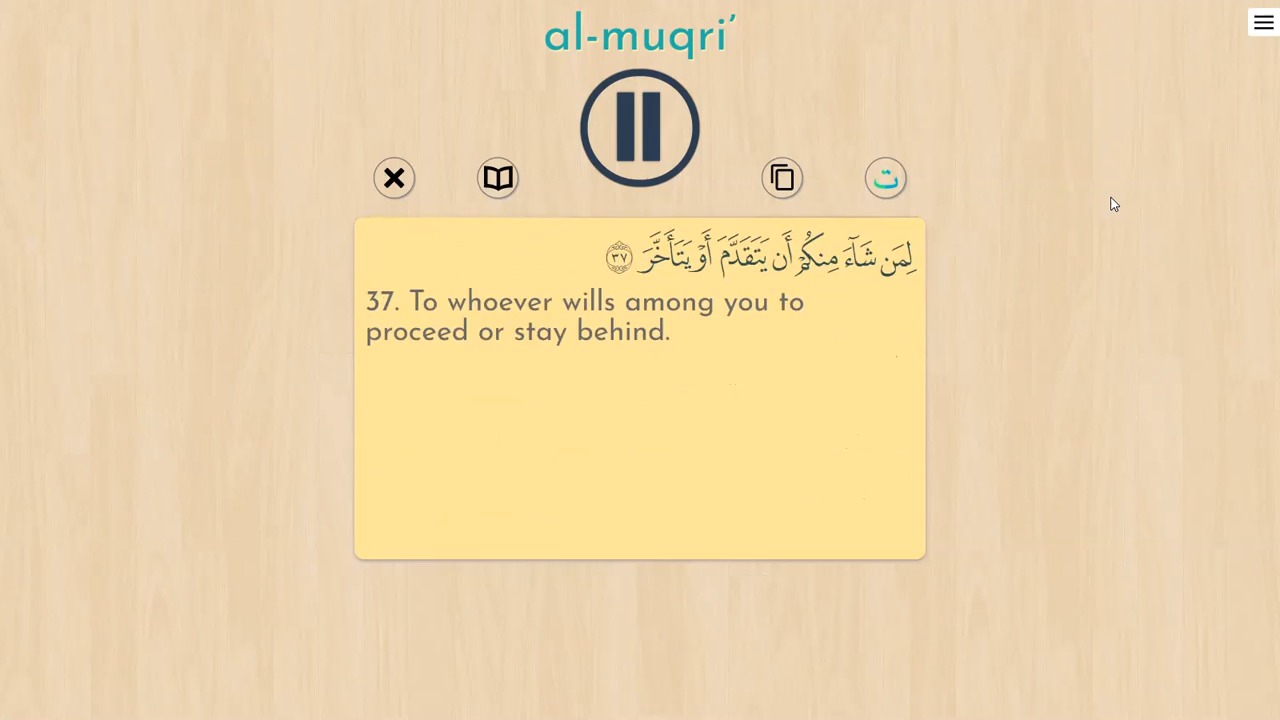 al-muqri’
ت
لِمَن شَآءَ مِنكُمْ أَن يَتَقَدَّمَ أَوْ يَتَأَخَّرَ ٣٧
37. To whoever wills among you to
proceed or stay behind.